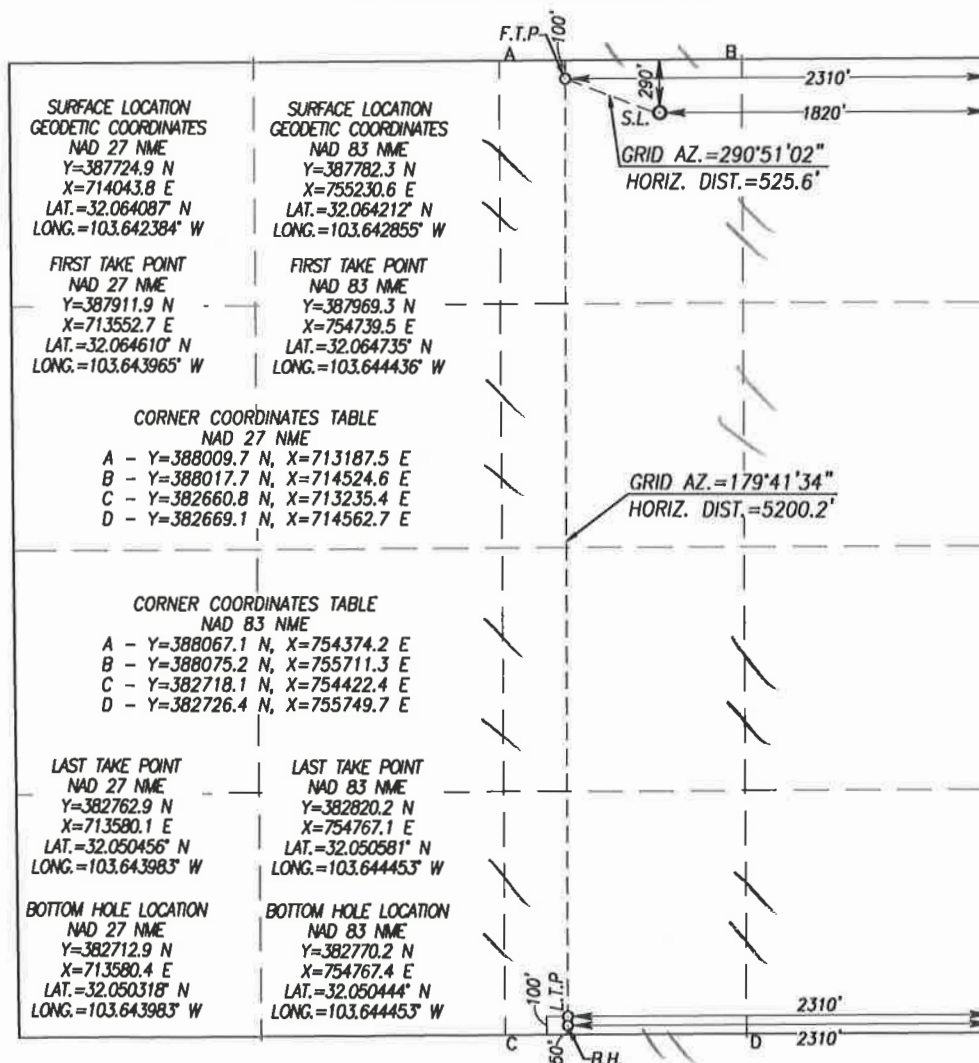 F.T.P.
100'
A
B
290'
2310'
S.L.
1820'
GRID AZ.=290°51'02"
HORIZ. DIST.=525.6'
SURFACE LOCATION
GEODETIC COORDINATES
NAD 27 NME
Y=387724.9 N
X=714043.8 E
LAT.=32.064087° N
LONG.=103.642384° W
SURFACE LOCATION
GEODETIC COORDINATES
NAD 83 NME
Y=387782.3 N
X=755230.6 E
LAT.=32.064212° N
LONG.=103.642855° W
FIRST TAKE POINT
NAD 27 NME
Y=387911.9 N
X=713552.7 E
LAT.=32.064610° N
LONG.=103.643965° W
FIRST TAKE POINT
NAD 83 NME
Y=387969.3 N
X=754739.5 E
LAT.=32.064735° N
LONG.=103.644436° W
CORNER COORDINATES TABLE
NAD 27 NME
A - Y=388009.7 N, X=713187.5 E
B - Y=388017.7 N, X=714524.6 E
C - Y=382660.8 N, X=713235.4 E
D - Y=382669.1 N, X=714562.7 E
GRID AZ.=179°41'34"
HORIZ. DIST.=5200.2'
CORNER COORDINATES TABLE
NAD 83 NME
A - Y=388067.1 N, X=754374.2 E
B - Y=388075.2 N, X=755711.3 E
C - Y=382718.1 N, X=754422.4 E
D - Y=382726.4 N, X=755749.7 E
LAST TAKE POINT
NAD 27 NME
Y=382762.9 N
X=713580.1 E
LAT.=32.050456° N
LONG.=103.643983° W
LAST TAKE POINT
NAD 83 NME
Y=382820.2 N
X=754767.1 E
LAT.=32.050581° N
LONG.=103.644453° W
BOTTOM HOLE LOCATION
NAD 27 NME
Y=382712.9 N
X=713580.4 E
LAT.=32.050318° N
LONG.=103.643983° W
BOTTOM HOLE LOCATION
NAD 83 NME
Y=382770.2 N
X=754767.4 E
LAT.=32.050444° N
LONG.=103.644453° W
100'
L.T.P
2310'
C
50'
B.H.
2310'
D